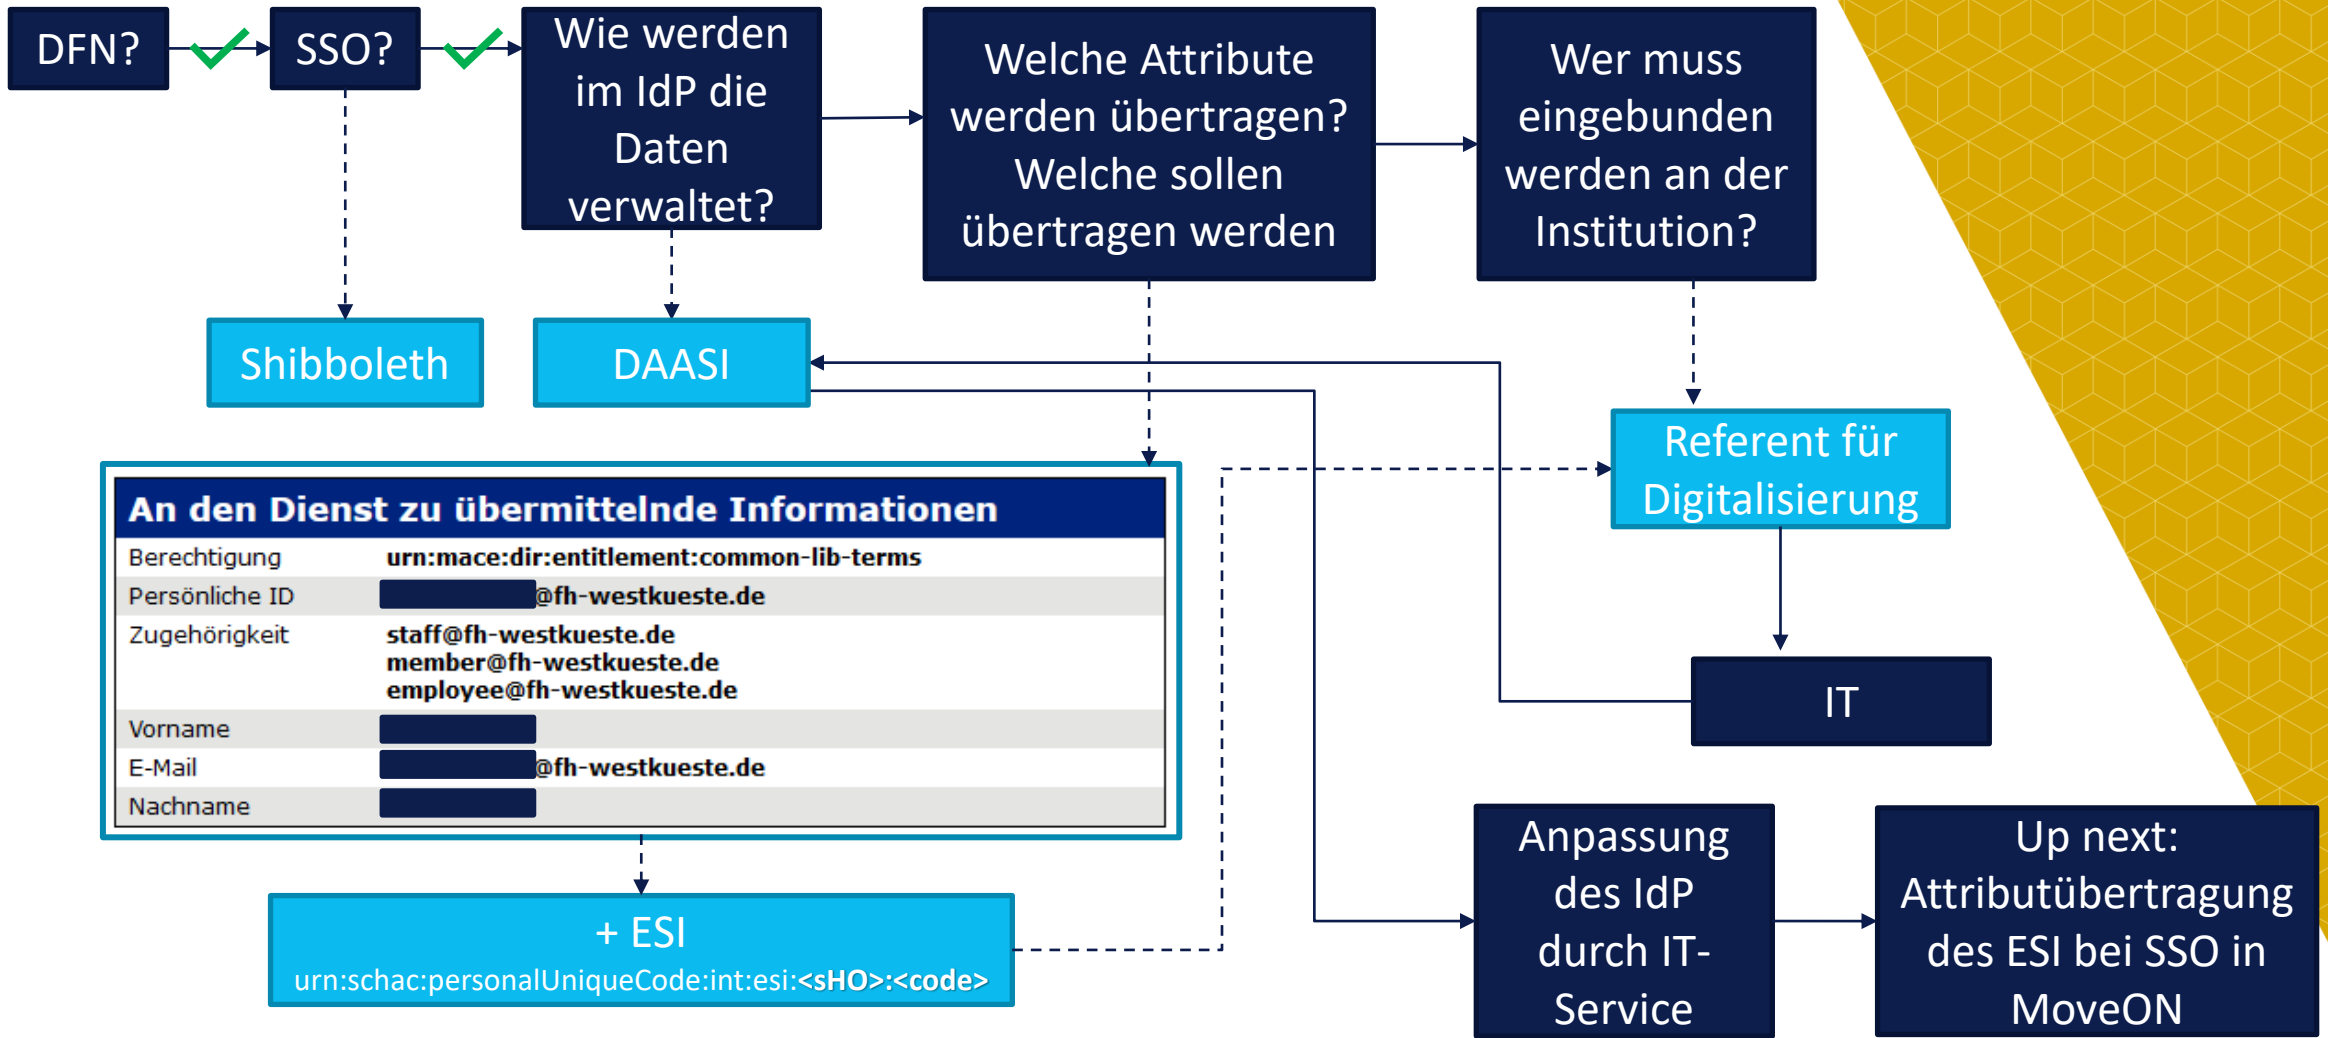 DFN?
SSO?
Wie werden
im IdP die
Daten
verwaltet?
Welche Attribute
werden übertragen?
Welche sollen
übertragen werden
Wer muss
eingebunden
werden an der
Institution?
Shibboleth
DAASI
Referent für
Digitalisierung
An den Dienst zu übermittelnde Informationen
Berechtigung urn:mace:dir:entitlement:common-lib-terms
Persönliche ID @fh-westkueste.de
Zugehörigkeit staff@fh-westkueste.de
member@fh-westkueste.de
employee@fh-westkueste.de
Vorname
E-Mail @fh-westkueste.de
Nachname
IT
+ ESI
urn:schac:personalUniqueCode:int:esi:<sHO>:<code>
Anpassung
des IdP
durch IT-
Service
Up next:
Attributübertragung
des ESI bei SSO in
MoveON